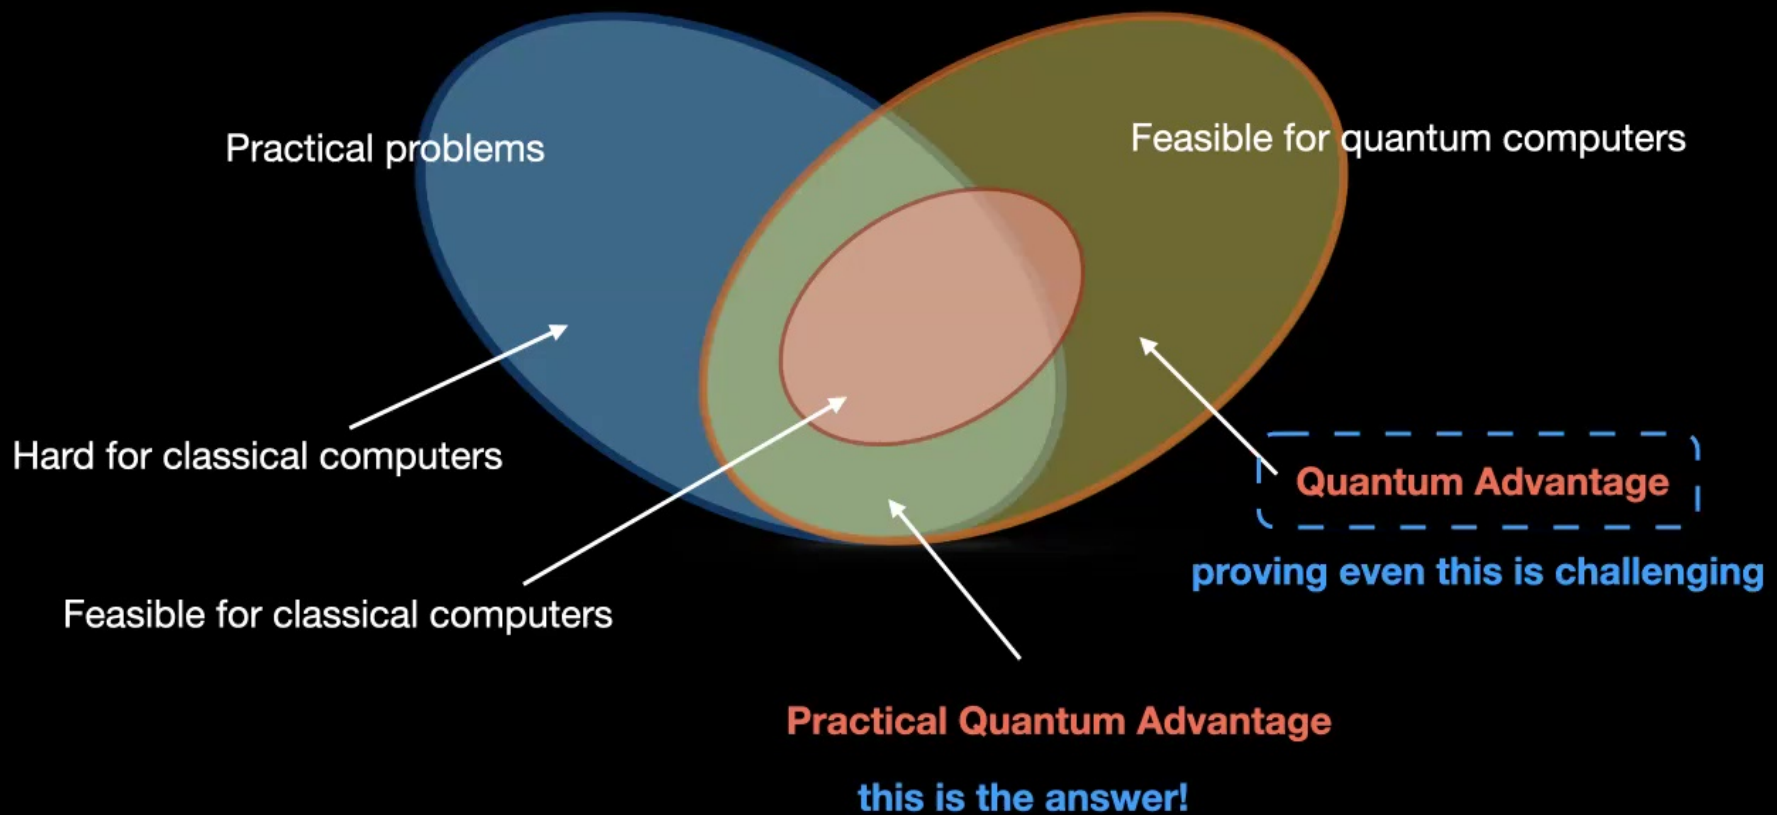 Practical problems
Feasible for quantum computers
Hard for classical computers
Quantum Advantage
proving even this is challenging
Feasible for classical computers
Practical Quantum Advantage
this is the answer!